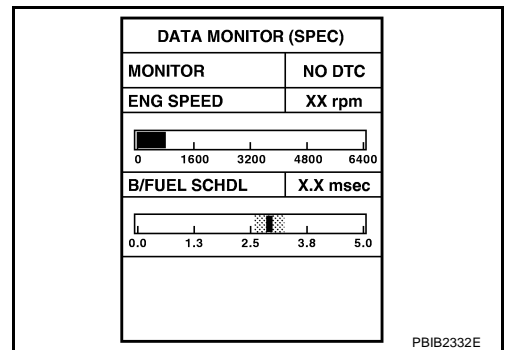 DATA MONITOR (SPEC)
MONITOR NO DTC
ENG SPEED XX rpm
0 1600 3200 4800 6400
B/FUEL SCHDL X.X msec
0.0 1.3 2.5 3.8 5.0
PBIB2332E